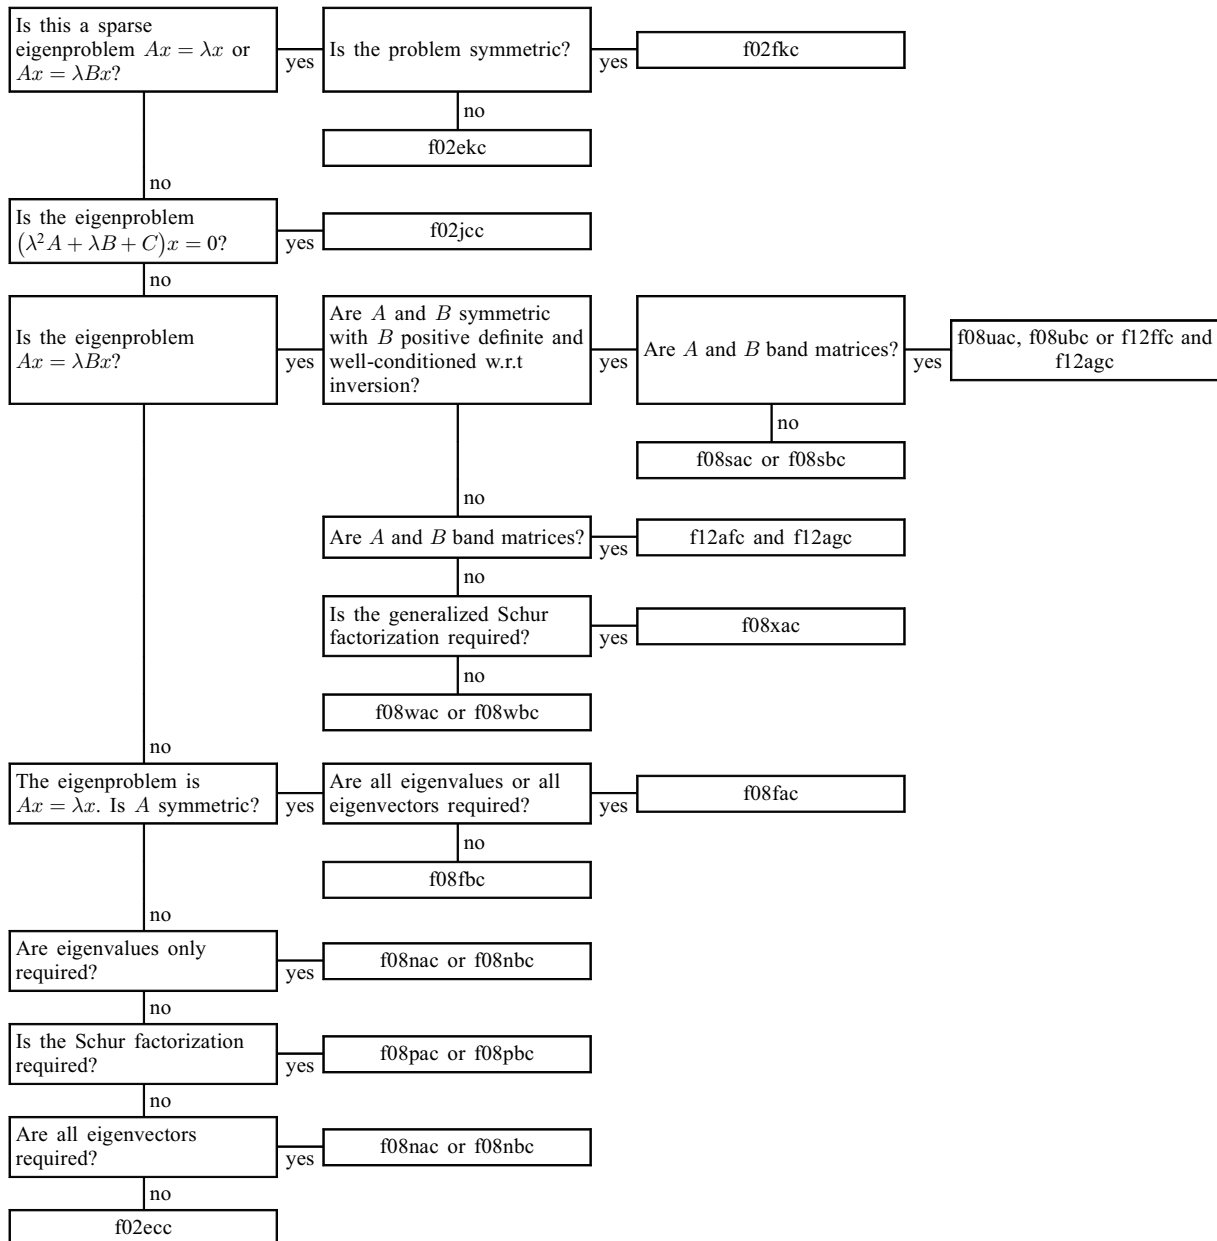 Is this a sparse
eigenproblem Ax = λx or
Ax = λBx?
yes
Is the problem symmetric?
yes
f02fkc
no
f02ekc
no
Is the eigenproblem
(λ²A + λB + C)x = 0?
yes
f02jcc
no
Is the eigenproblem
Ax = λBx?
yes
Are A and B symmetric
with B positive definite and
well-conditioned w.r.t
inversion?
yes
Are A and B band matrices?
yes
f08uac, f08ubc or f12ffc and
f12agc
no
f08sac or f08sbc
no
Are A and B band matrices?
yes
f12afc and f12agc
no
Is the generalized Schur
factorization required?
yes
f08xac
no
f08wac or f08wbc
no
The eigenproblem is
Ax = λx. Is A symmetric?
yes
Are all eigenvalues or all
eigenvectors required?
yes
f08fac
no
f08fbc
no
Are eigenvalues only
required?
yes
f08nac or f08nbc
no
Is the Schur factorization
required?
yes
f08pac or f08pbc
no
Are all eigenvectors
required?
yes
f08nac or f08nbc
no
f02ecc